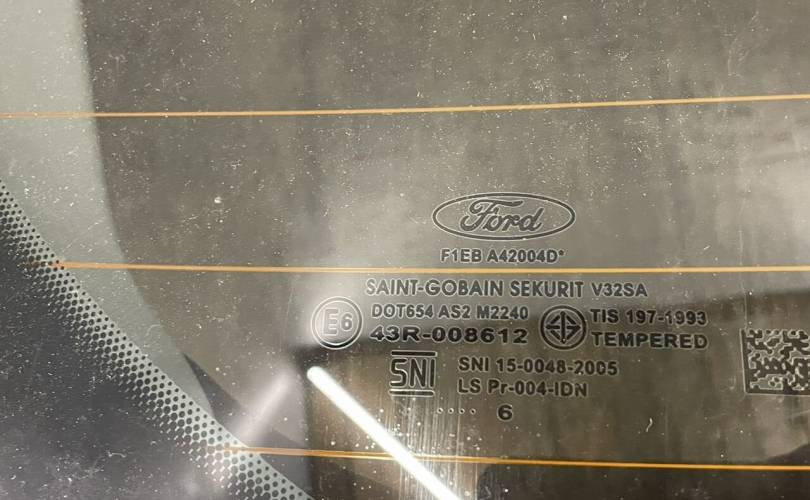 Ford
F1EB A42004D*
SAINT-GOBAIN SEKURIT V32SA
DOT654 AS2 M2240
E6
43R-008612
TIS 197-1993
TEMPERED
SNI
SNI 15-0048-2005
LS Pr-004-IDN
.... 6